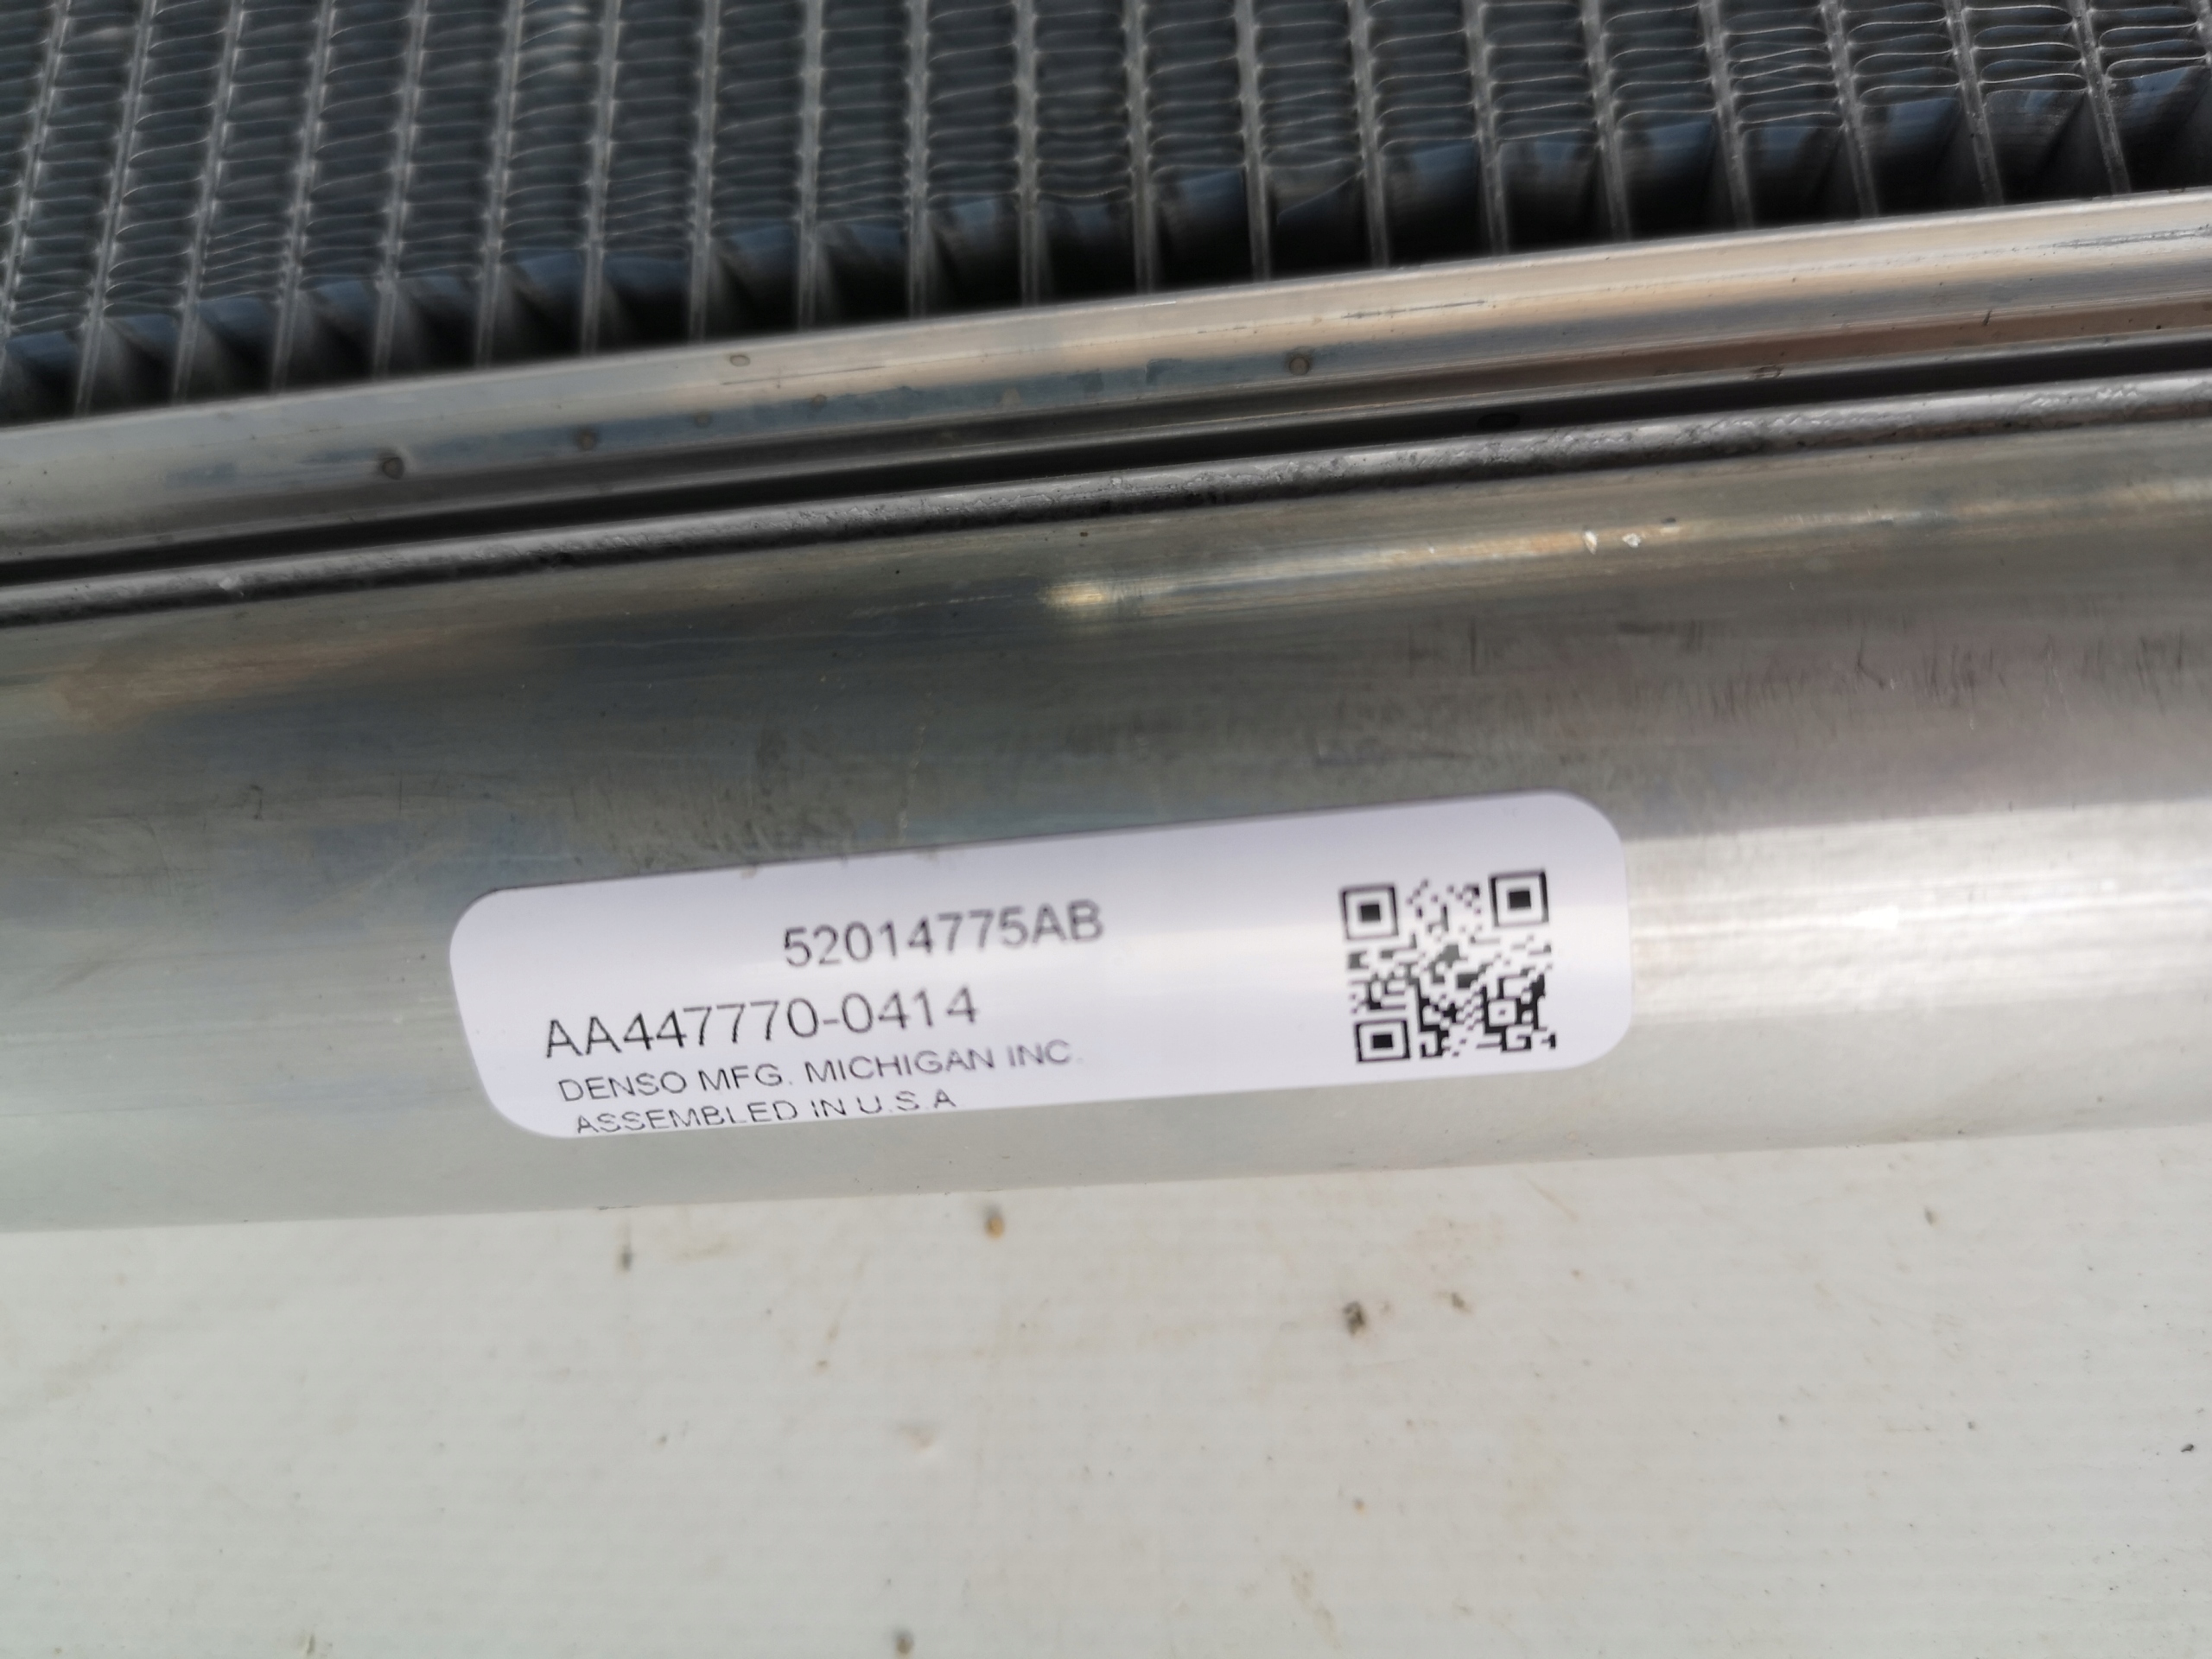 52014775AB
AA447770-0414
DENSO MFG. MICHIGAN INC.
ASSEMBLED IN U.S.A